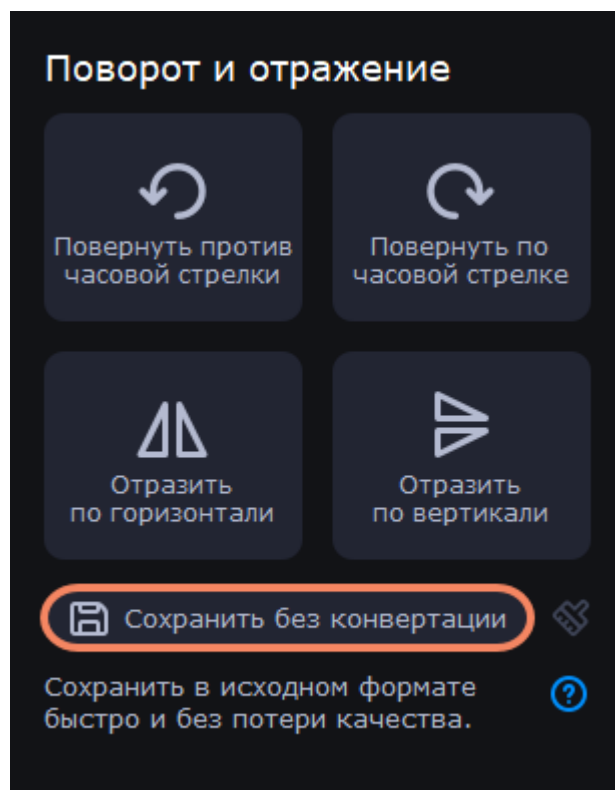 Поворот и отражение
Повернуть против
часовой стрелки
Повернуть по
часовой стрелке
Отразить
по горизонтали
Отразить
по вертикали
Сохранить без конвертации
Сохранить в исходном формате
быстро и без потери качества.
?